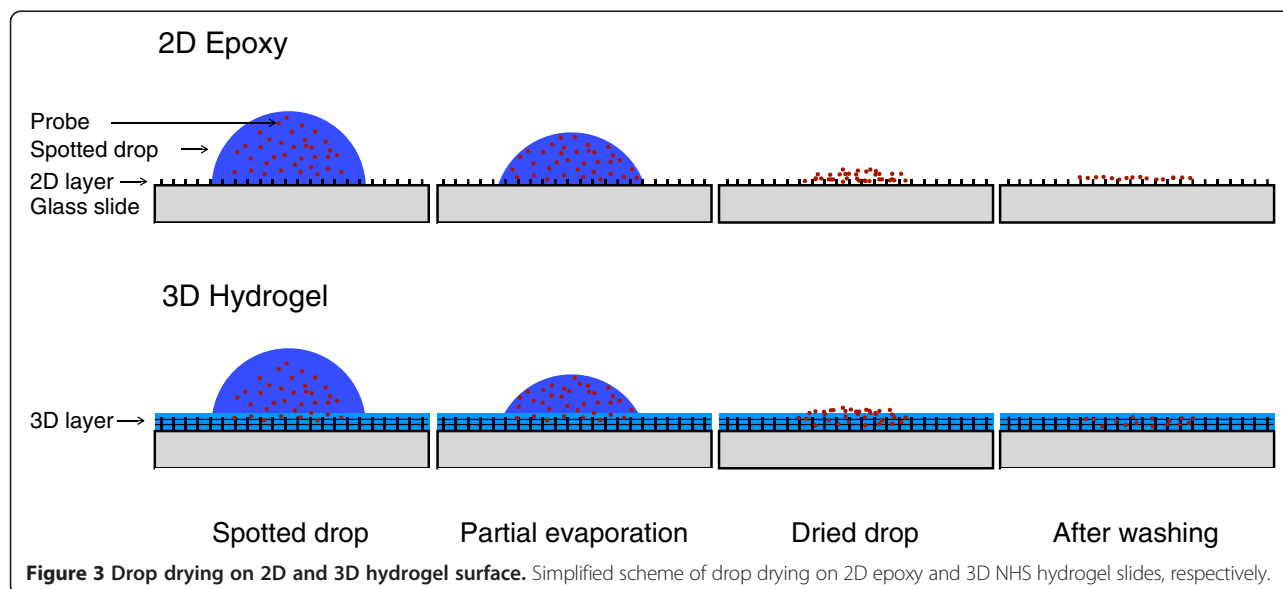 2D Epoxy
Probe
Spotted drop
2D layer
Glass slide
3D Hydrogel
3D layer
Spotted drop
Partial evaporation
Dried drop
After washing
Figure 3 Drop drying on 2D and 3D hydrogel surface. Simplified scheme of drop drying on 2D epoxy and 3D NHS hydrogel slides, respectively.